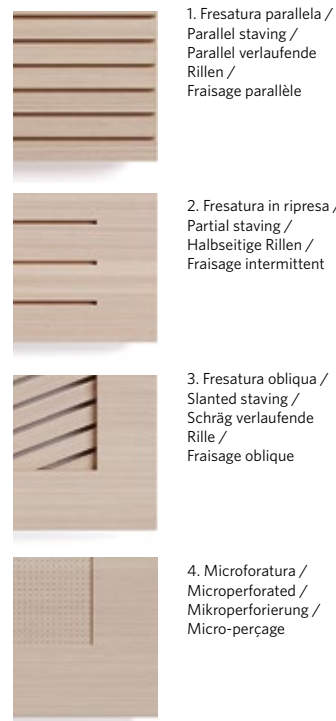 1. Fresatura parallela /
Parallel staving /
Parallel verlaufende
Rillen /
Fraisage parallèle
2. Fresatura in ripresa /
Partial staving /
Halbseitige Rillen /
Fraisage intermittent
3. Fresatura obliqua /
Slanted staving /
Schräg verlaufende
Rille /
Fraisage oblique
4. Microforatura /
Microperforated /
Mikroperforierung /
Micro-perçage